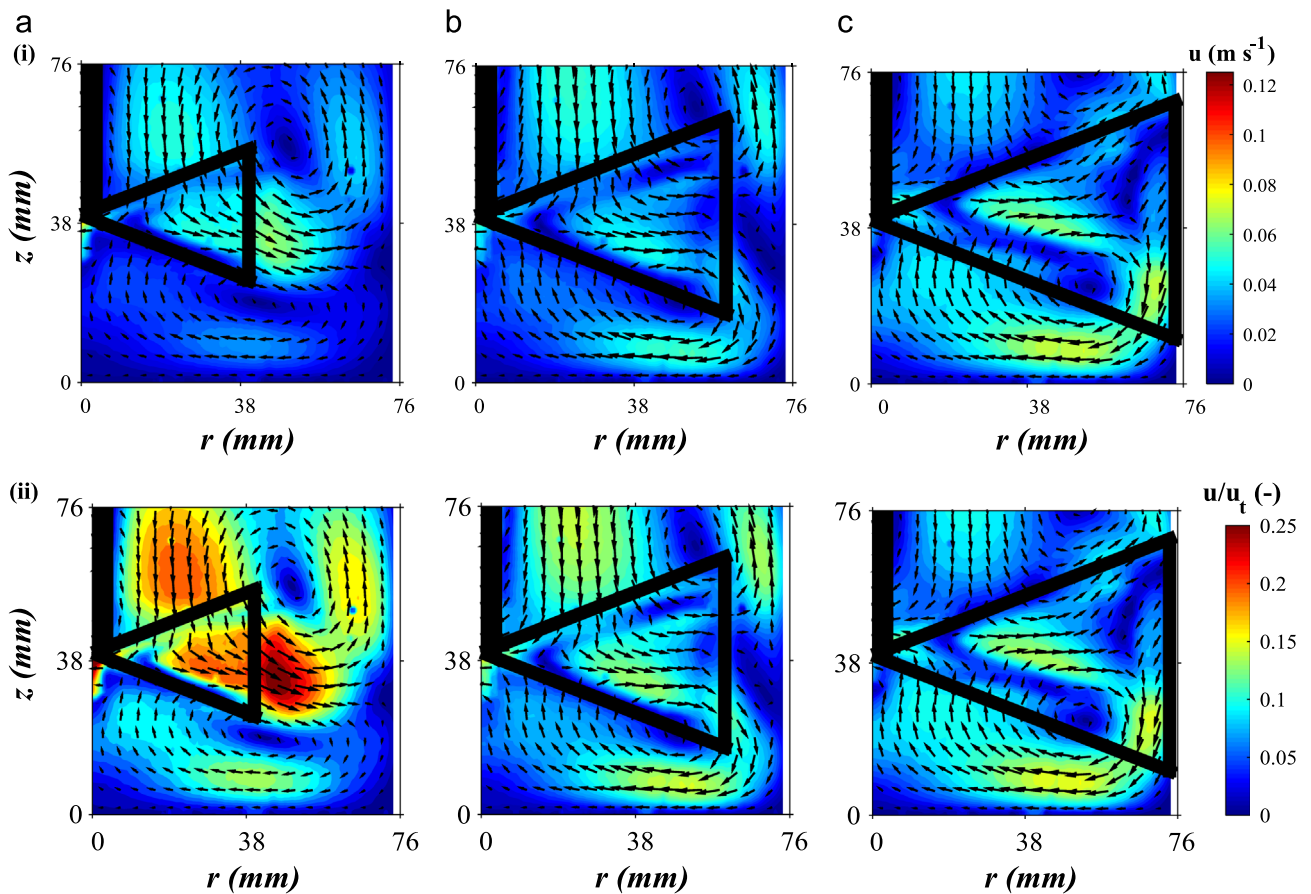 a b c
(i)
u (m s-1)
76 76 76
0.12
0.1
0.08
z (mm)
38 38 38
0.06
0.04
0.02
0 0 0 0
0 38 76 0 38 76 0 38 76
r (mm) r (mm) r (mm)
(ii)
u/ut (-)
76 76 76
0.25
0.2
z (mm)
0.15
38 38 38
0.1
0.05
0 0 0 0
0 38 76 0 38 76 0 38 76
r (mm) r (mm) r (mm)